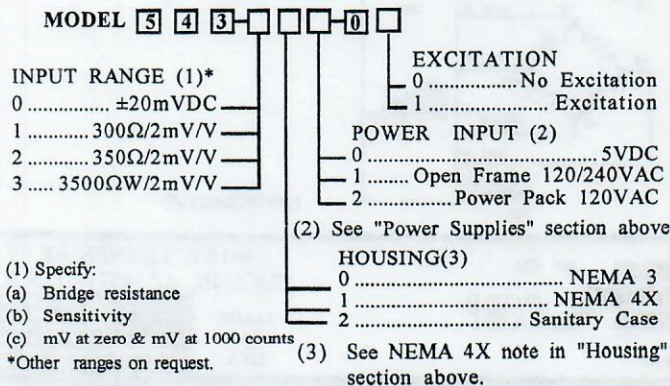 MODEL 5 4 3 - - 0
INPUT RANGE (1)*
0 ............... ±20mVDC
1 ........... 300Ω/2mV/V
2 ........... 350Ω/2mV/V
3 ..... 3500ΩW/2mV/V
EXCITATION
0 ............ No Excitation
1 .................. Excitation
POWER INPUT (2)
0 .............................. 5VDC
1 ...... Open Frame 120/240VAC
2 ........... Power Pack 120VAC
(2) See "Power Supplies" section above
HOUSING(3)
0 ........................... NEMA 3
1 ......................... NEMA 4X
2 .................. Sanitary Case
(3) See NEMA 4X note in "Housing"
section above.
(1) Specify:
(a) Bridge resistance
(b) Sensitivity
(c) mV at zero & mV at 1000 counts
*Other ranges on request.